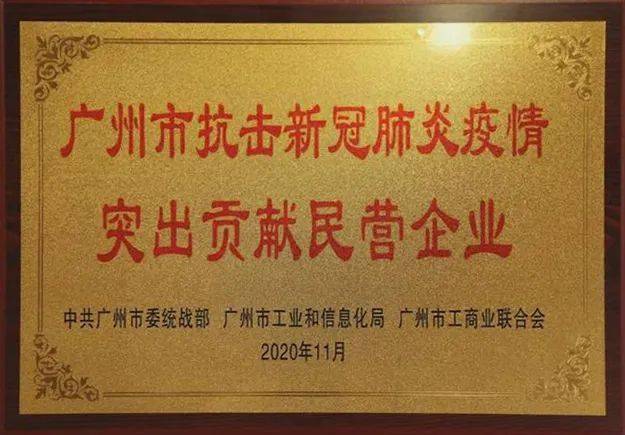 广州市抗击新冠肺炎疫情
突出贡献民营企业
中共广州市委统战部 广州市工业和信息化局 广州市工商业联合会
2020年11月